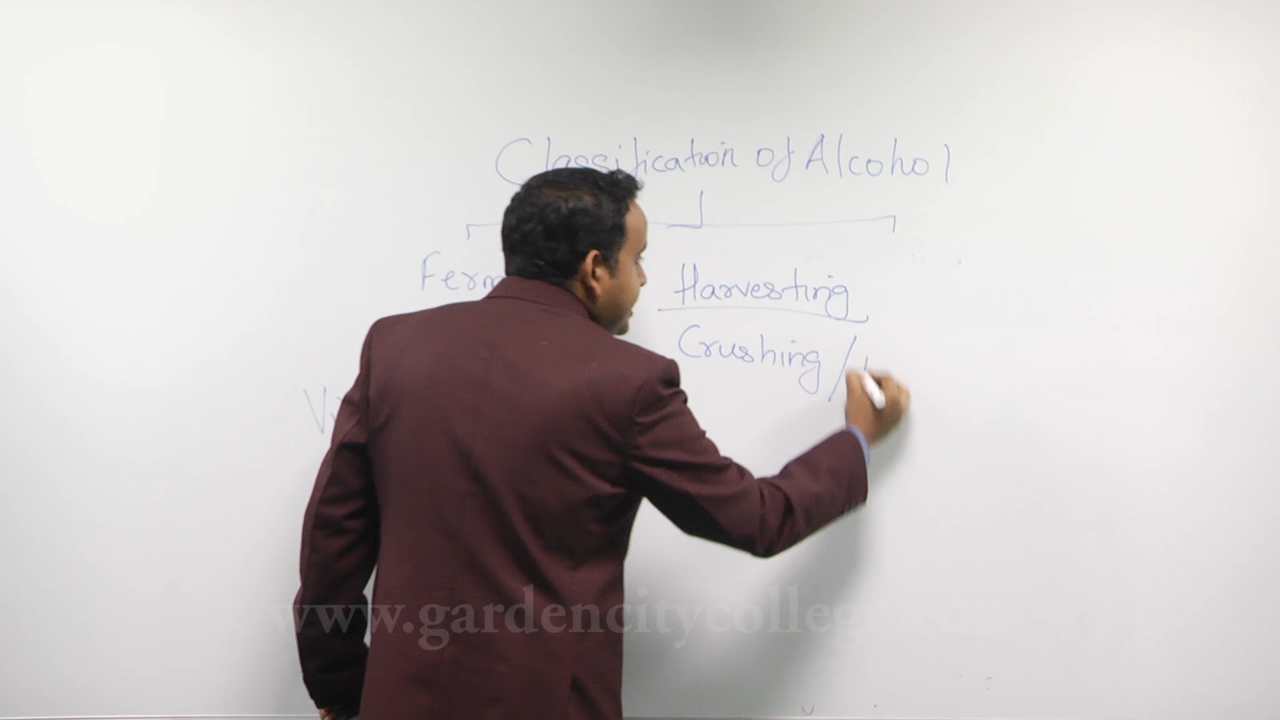 Classification of Alcohol
Harvesting
Crushing /
www.gardencitycolleg